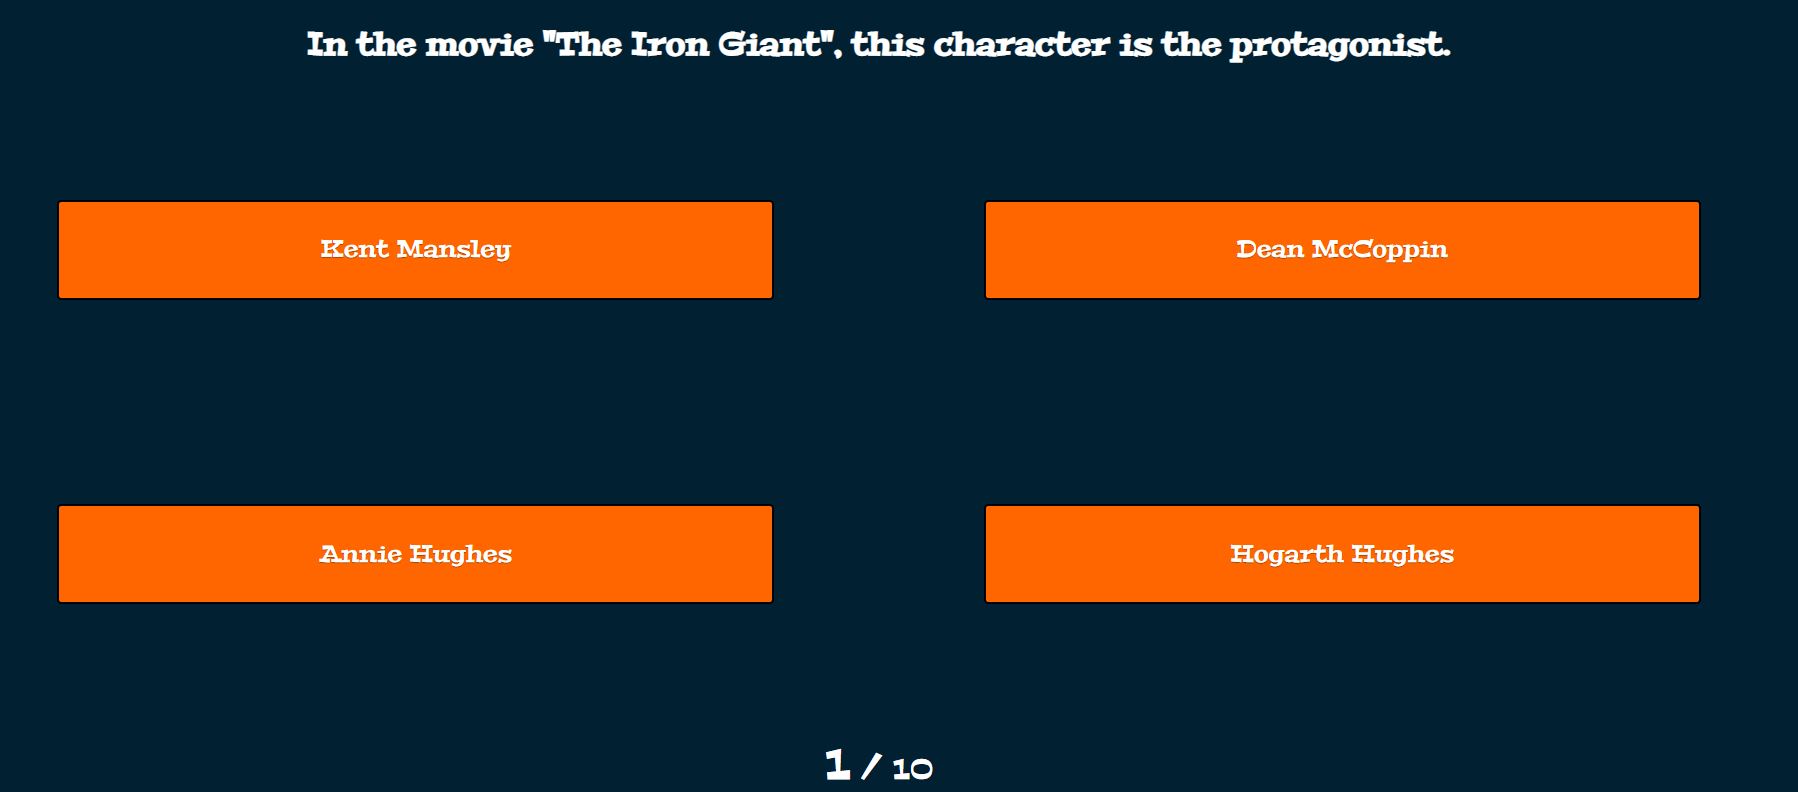 In the movie "The Iron Giant", this character is the protagonist.
Kent Mansley
Dean McCoppin
Annie Hughes
Hogarth Hughes
1 / 10